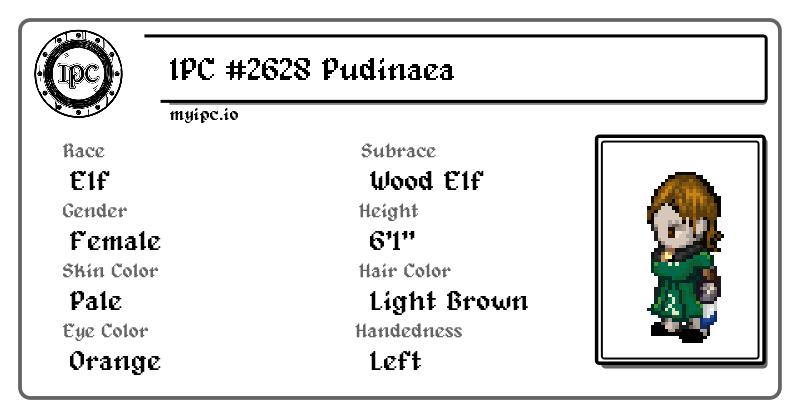 IPC
IPC #2628 Pudinaea
myipc.io
Race
Elf
Subrace
Wood Elf
Gender
Female
Height
6'1"
Skin Color
Pale
Hair Color
Light Brown
Eye Color
Orange
Handedness
Left